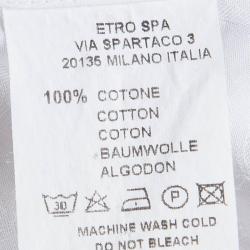 ETRO SPA
VIA SPARTACO 3
20135 MILANO ITALIA
100% COTONE
COTTON
COTON
BAUMWOLLE
ALGODON
30 P
MACHINE WASH COLD
DO NOT BLEACH